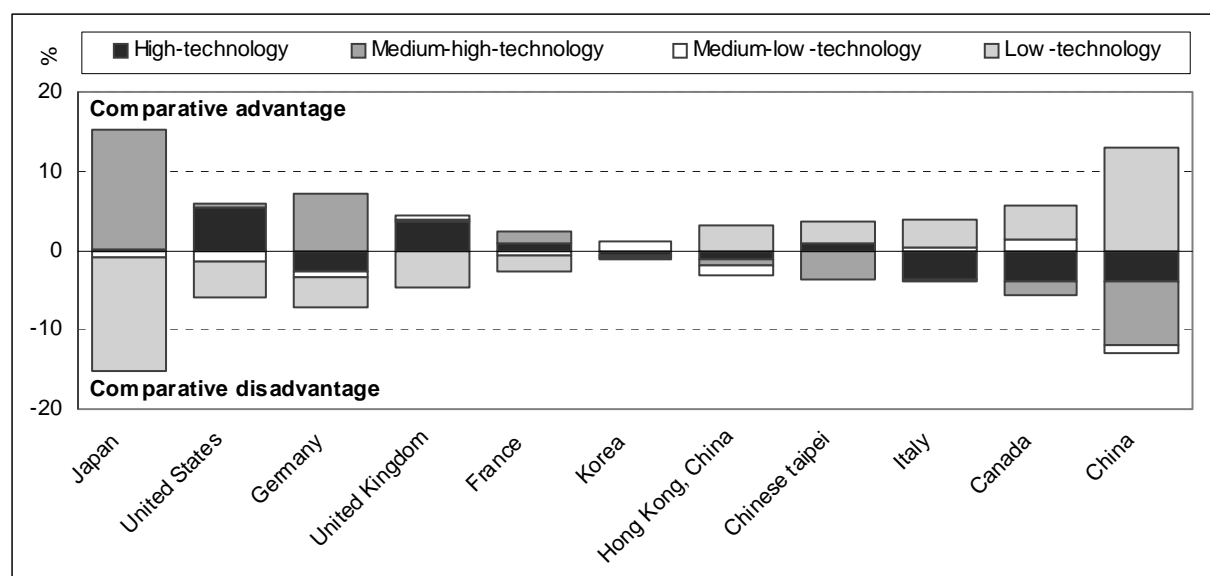 %
High-technology Medium-high-technology Medium-low -technology Low -technology
20
Comparative advantage
10
0
-10
Comparative disadvantage
-20
Japan
United States
Germany
United Kingdom
France
Korea
Hong Kong, China
Chinese taipei
Italy
Canada
China